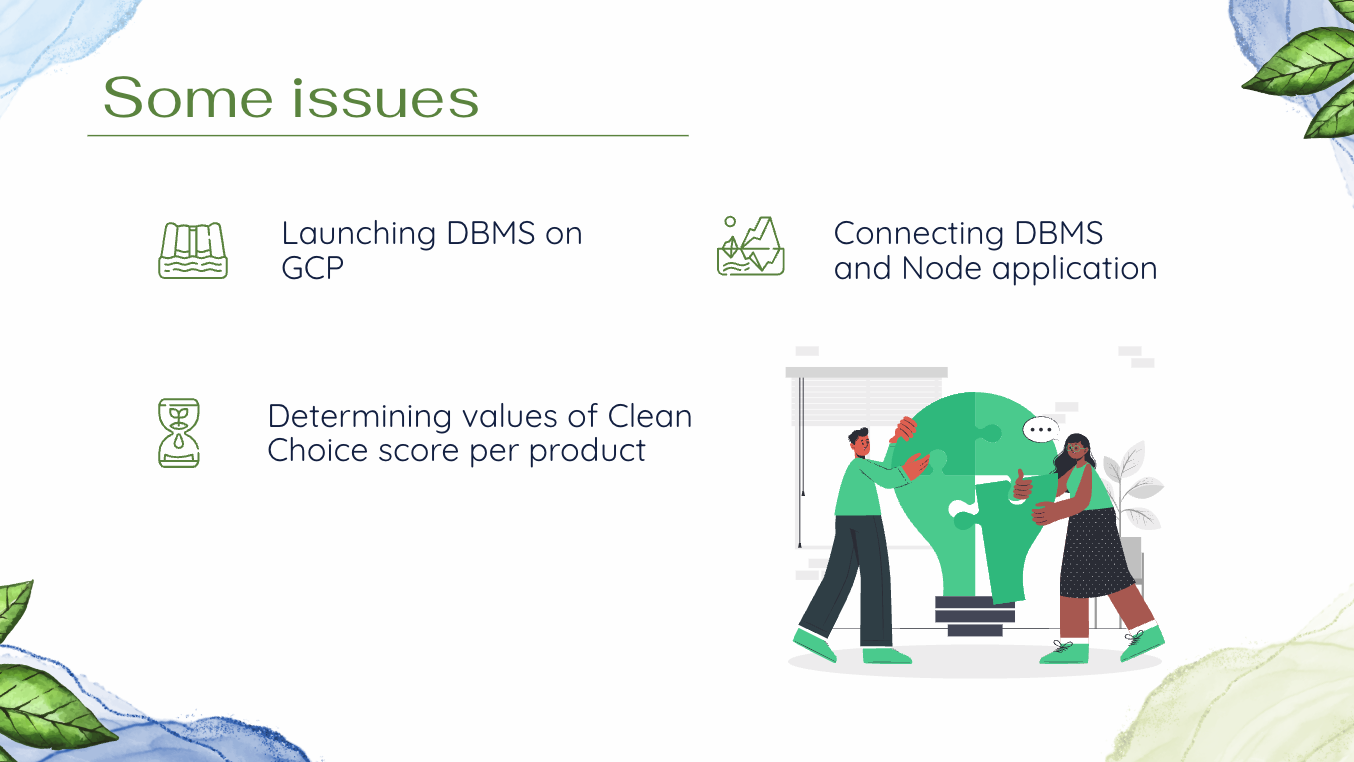 Some issues
Launching DBMS on
GCP
Connecting DBMS
and Node application
Determining values of Clean
Choice score per product